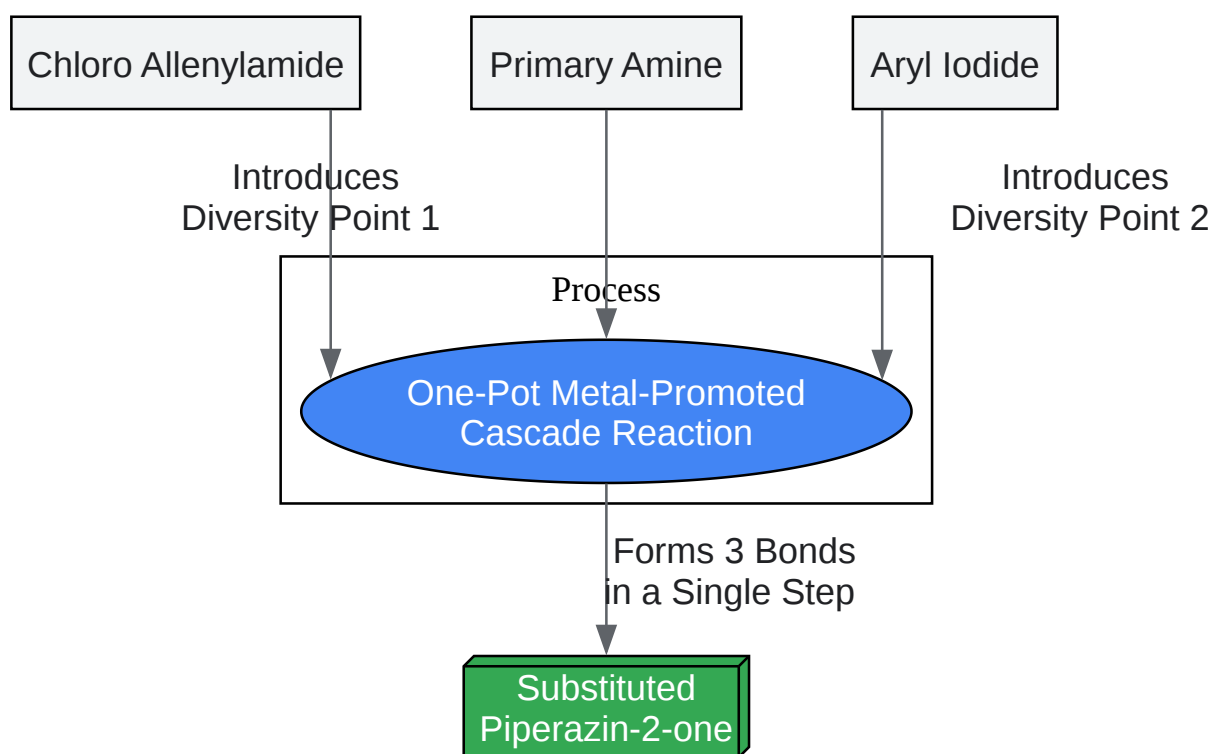 Chloro Allenylamide
Primary Amine
Aryl Iodide
Introduces
Diversity Point 1
Introduces
Diversity Point 2
Process
One-Pot Metal-Promoted
Cascade Reaction
Forms 3 Bonds
in a Single Step
Substituted
Piperazin-2-one